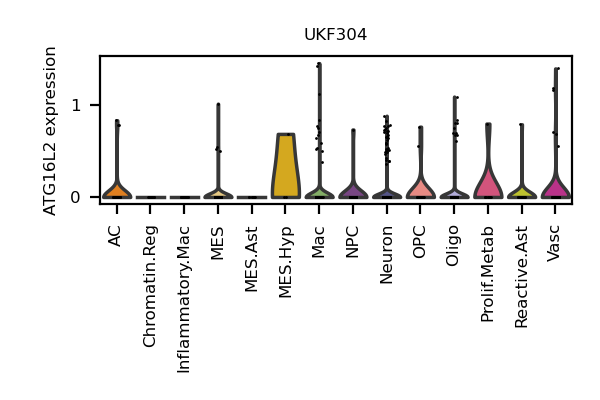 UKF304
ATG16L2 expression
1
0
AC
Chromatin.Reg
Inflammatory.Mac
MES
MES.Ast
MES.Hyp
Mac
NPC
Neuron
OPC
Oligo
Prolif.Metab
Reactive.Ast
Vasc